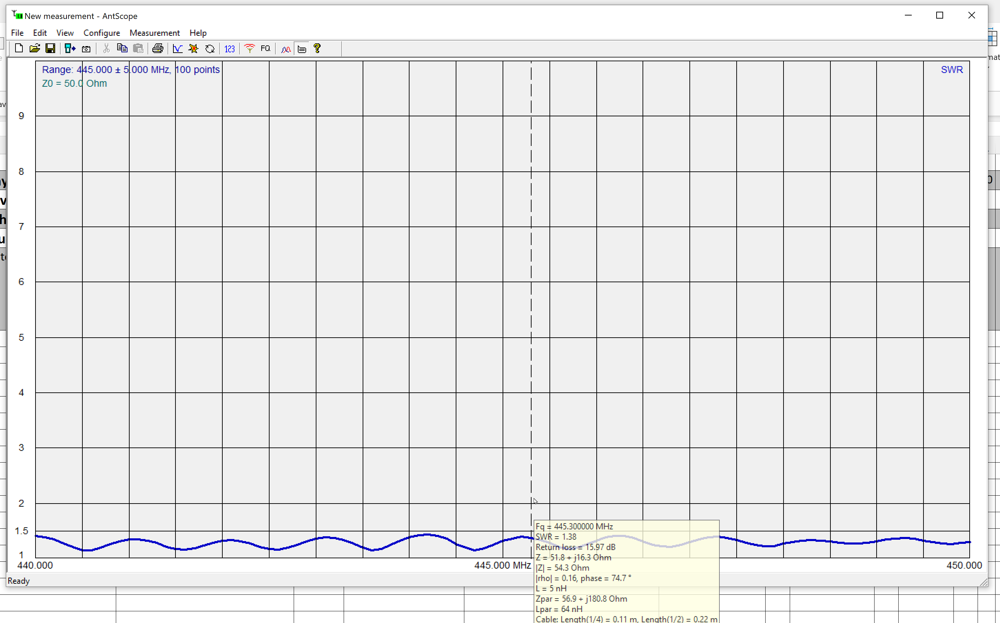 New measurement - AntScope
File Edit View Configure Measurement Help
123 FQ ?
Range: 445.000 ± 5.000 MHz, 100 points
SWR
Z0 = 50.0 Ohm
9
8
7
6
5
4
3
2
1.5
1
440.000 445.000 MHz 450.000
Fq = 445.300000 MHz
SWR = 1.38
Return loss = 15.97 dB
Z = 51.8 + j16.3 Ohm
|Z| = 54.3 Ohm
|rho| = 0.16, phase = 74.7 °
L = 5 nH
Zpar = 56.9 + j180.8 Ohm
Lpar = 64 nH
Cable: Length(1/4) = 0.11 m, Length(1/2) = 0.22 m
Ready